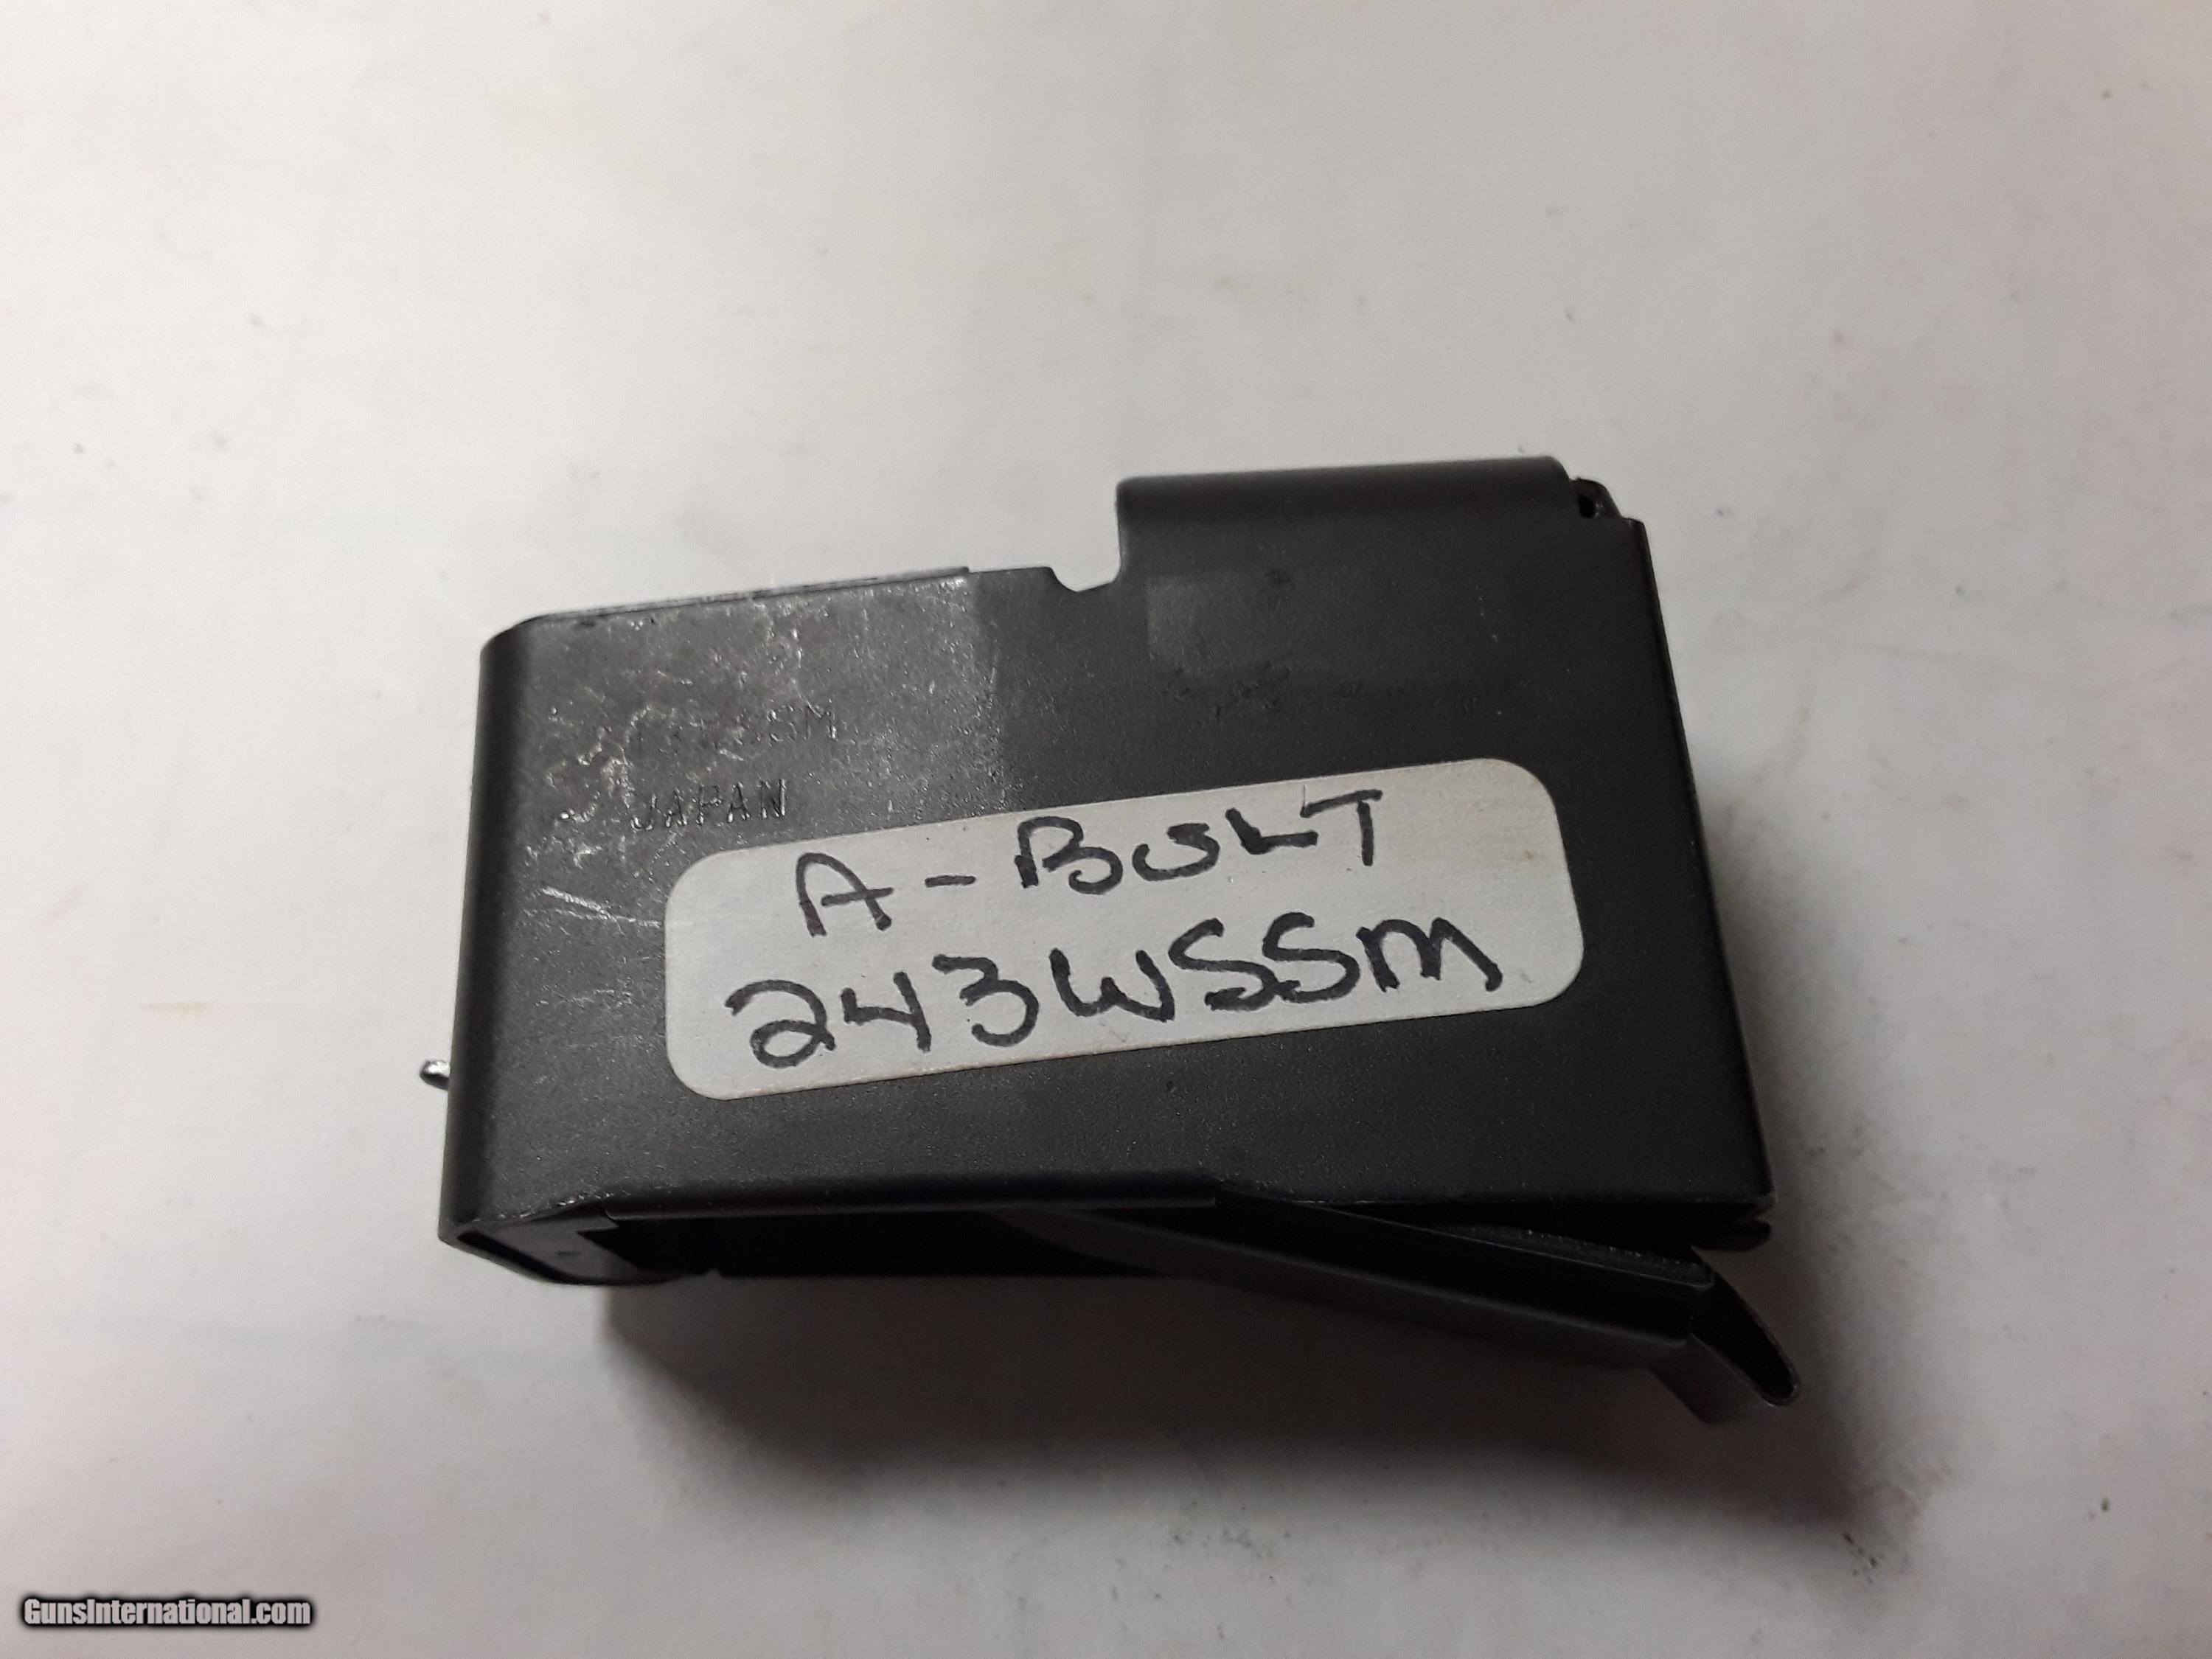 JAPAN
A-BOLT
243WSSM
GunsInternational.com